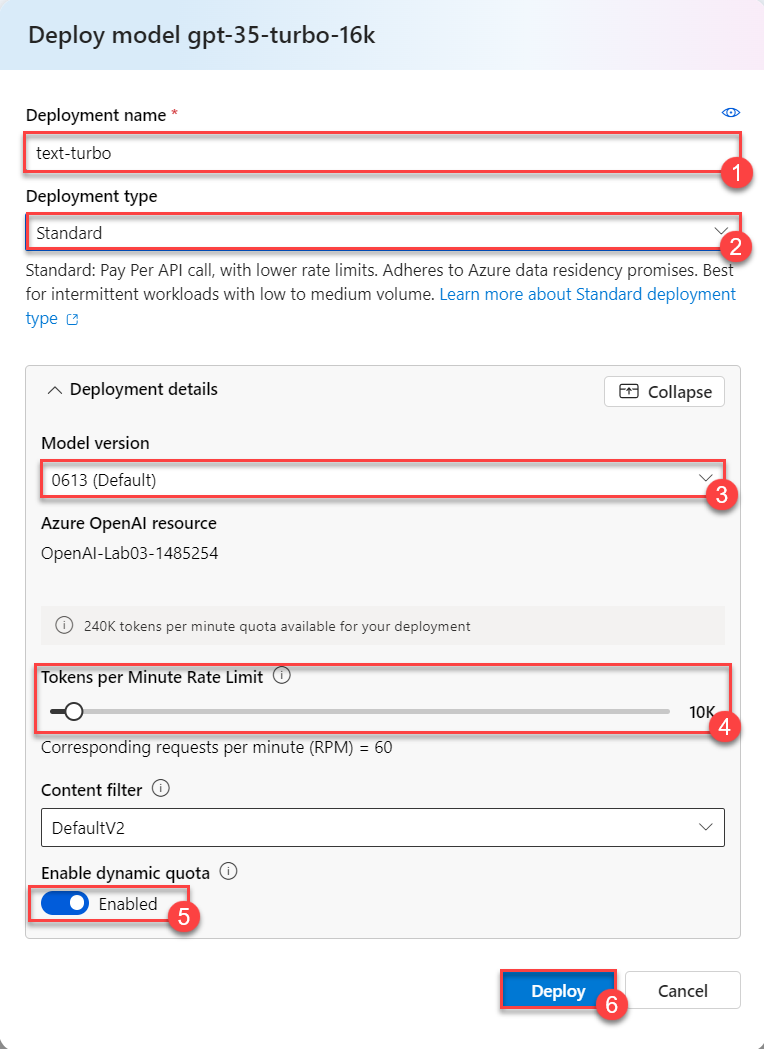 Deploy model gpt-35-turbo-16k
Deployment name *
text-turbo
1
Deployment type
Standard
2
Standard: Pay Per API call, with lower rate limits. Adheres to Azure data residency promises. Best
for intermittent workloads with low to medium volume. Learn more about Standard deployment
type
Deployment details
Collapse
Model version
0613 (Default)
3
Azure OpenAI resource
OpenAI-Lab03-1485254
240K tokens per minute quota available for your deployment
Tokens per Minute Rate Limit
10K
4
Corresponding requests per minute (RPM) = 60
Content filter
DefaultV2
Enable dynamic quota
Enabled
5
Deploy
6
Cancel